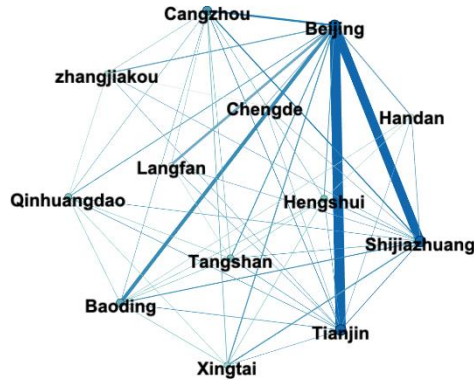 Cangzhou
Beijing
zhangjiakou
Chengde
Handan
Langfan
Qinhuangdao
Hengshui
Shijiazhuang
Tangshan
Baoding
Tianjin
Xingtai